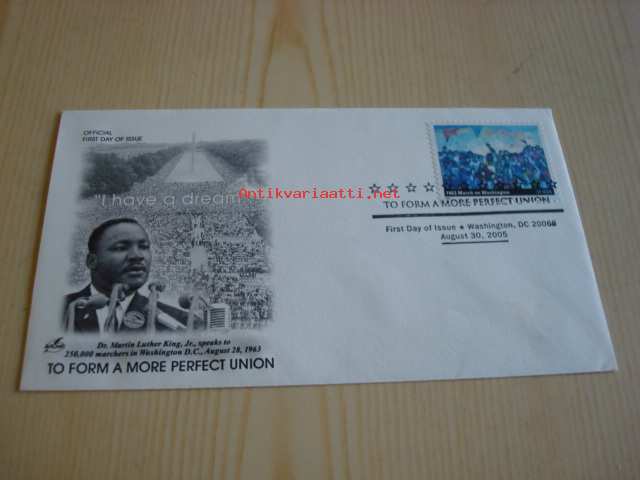 OFFICIAL
FIRST DAY OF ISSUE
"I have a dream
Antikvariaatti.net
1963 March on Washington
TO FORM A MORE PERFECT UNION
First Day of Issue ★ Washington, DC 20066
August 30, 2005
Dr. Martin Luther King, Jr., speaks to
250,000 marchers in Washington D.C., August 28, 1963
TO FORM A MORE PERFECT UNION